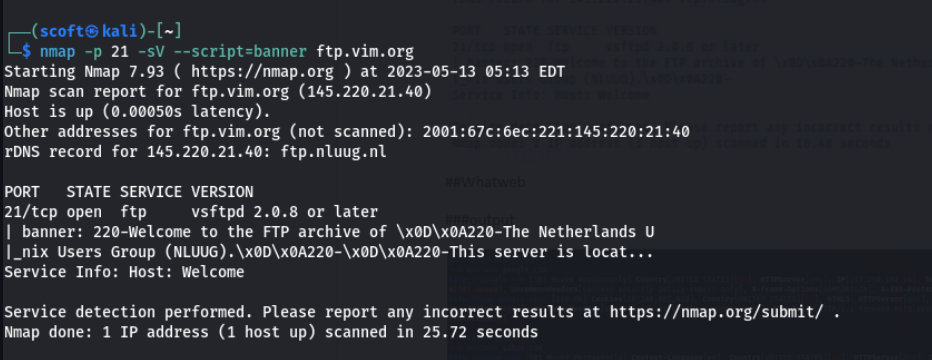 ┌──(scoft㉿kali)-[~]
└─$ nmap -p 21 -sV --script=banner ftp.vim.org
Starting Nmap 7.93 ( https://nmap.org ) at 2023-05-13 05:13 EDT
Nmap scan report for ftp.vim.org (145.220.21.40)
Host is up (0.00050s latency).
Other addresses for ftp.vim.org (not scanned): 2001:67c:6ec:221:145:220:21:40
rDNS record for 145.220.21.40: ftp.nluug.nl
PORT   STATE SERVICE VERSION
21/tcp open  ftp     vsftpd 2.0.8 or later
| banner: 220-Welcome to the FTP archive of \x0D\x0A220-The Netherlands U
|_nix Users Group (NLUUG).\x0D\x0A220-\x0D\x0A220-This server is locat...
Service Info: Host: Welcome
Service detection performed. Please report any incorrect results at https://nmap.org/submit/ .
Nmap done: 1 IP address (1 host up) scanned in 25.72 seconds
##Whatweb
###output